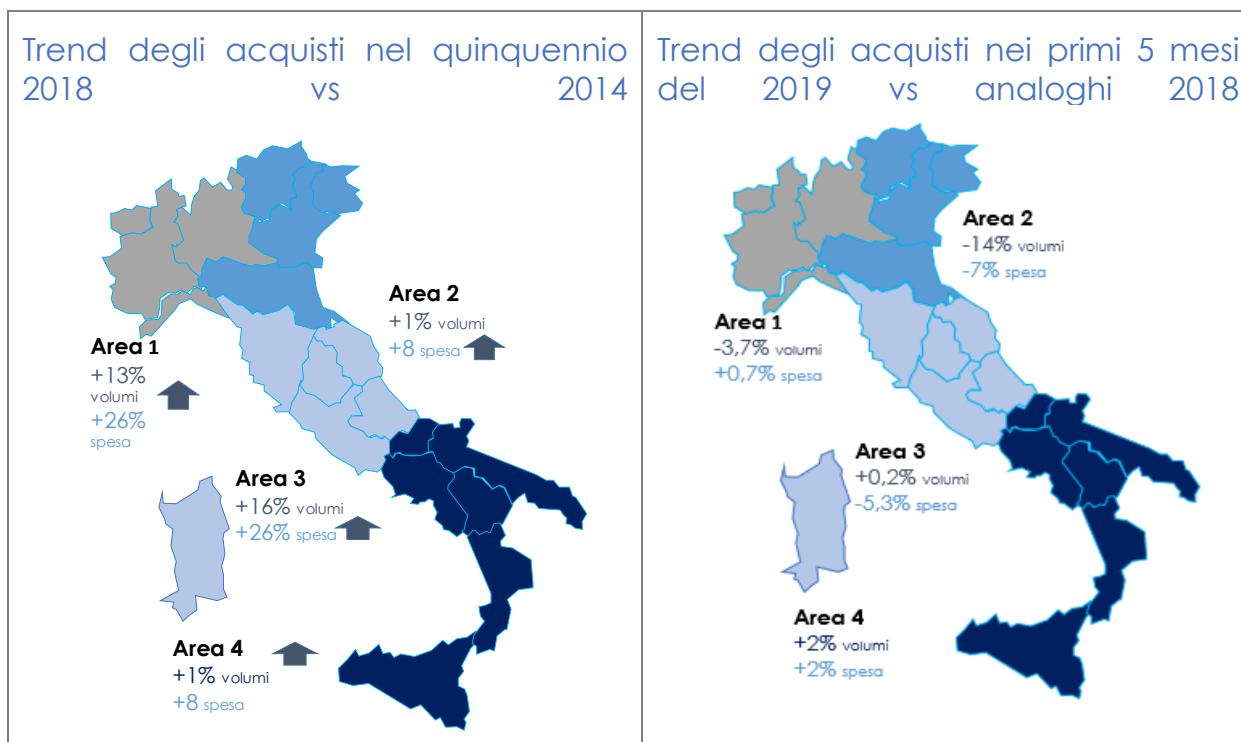 Trend degli acquisti nel quinquennio
2018 vs 2014
Area 2
+1% volumi
+8 spesa
Area 1
+13%
volumi
+26%
spesa
Area 3
+16% volumi
+26% spesa
Area 4
+1% volumi
+8 spesa
Trend degli acquisti nei primi 5 mesi
del 2019 vs analoghi 2018
Area 2
-14% volumi
-7% spesa
Area 1
-3,7% volumi
+0,7% spesa
Area 3
+0,2% volumi
-5,3% spesa
Area 4
+2% volumi
+2% spesa